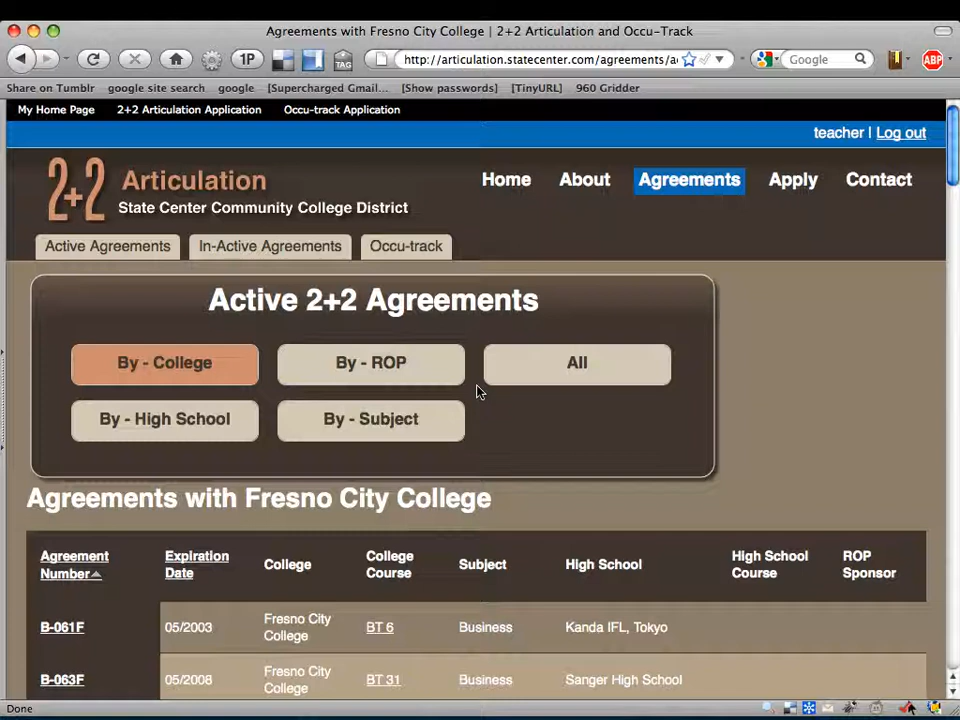 Agreements with Fresno City College | 2+2 Articulation and Occu-Track
1P
TAG
http://articulation.statecenter.com/agreements/a
Google
ABP
Share on Tumblr google site search google [Supercharged Gmail... [Show passwords] [TinyURL] 960 Gridder
My Home Page 2+2 Articulation Application Occu-track Application
teacher | Log out
2+2 Articulation
State Center Community College District
Home About Agreements Apply Contact
Active Agreements In-Active Agreements Occu-track
Active 2+2 Agreements
By - College By - ROP All
By - High School By - Subject
Agreements with Fresno City College
Agreement Number Expiration Date College College Course Subject High School High School Course ROP Sponsor
B-061F 05/2003 Fresno City College BT 6 Business Kanda IFL, Tokyo
B-063F 05/2008 Fresno City College BT 31 Business Sanger High School
Done